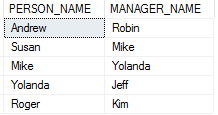 PERSON_NAME MANAGER_NAME
Andrew Robin
Susan Mike
Mike Yolanda
Yolanda Jeff
Roger Kim